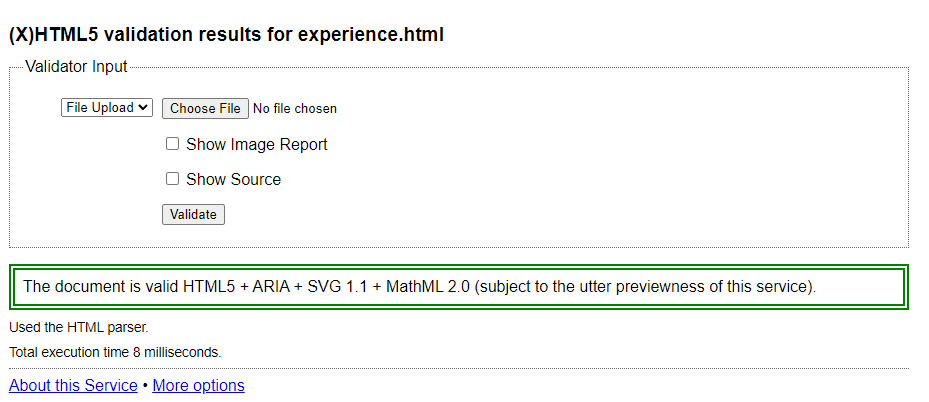 (X)HTML5 validation results for experience.html
Validator Input
File Upload Choose File No file chosen
Show Image Report
Show Source
Validate
The document is valid HTML5 + ARIA + SVG 1.1 + MathML 2.0 (subject to the utter previewness of this service).
Used the HTML parser.
Total execution time 8 milliseconds.
About this Service • More options